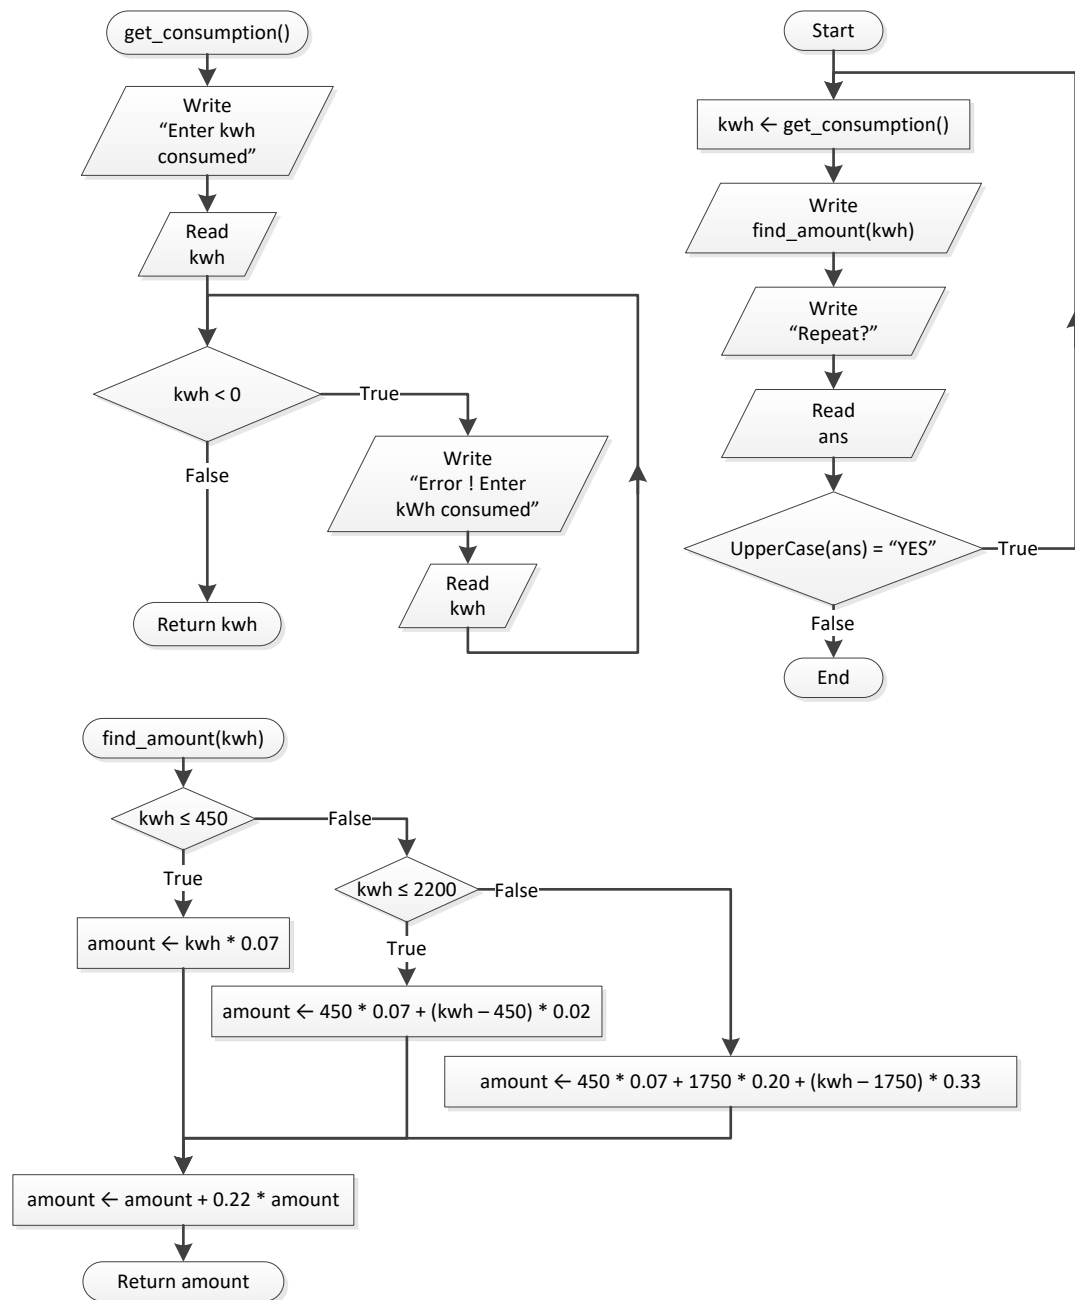 get_consumption()
Write
“Enter kwh
consumed”
Read
kwh
kwh < 0
True
False
Write
“Error ! Enter
kWh consumed”
Read
kwh
Return kwh
Start
kwh ← get_consumption()
Write
find_amount(kwh)
Write
“Repeat?”
Read
ans
UpperCase(ans) = “YES”
True
False
End
find_amount(kwh)
kwh ≤ 450
False
True
kwh ≤ 2200
False
True
amount ← kwh * 0.07
amount ← 450 * 0.07 + (kwh – 450) * 0.02
amount ← 450 * 0.07 + 1750 * 0.20 + (kwh – 1750) * 0.33
amount ← amount + 0.22 * amount
Return amount